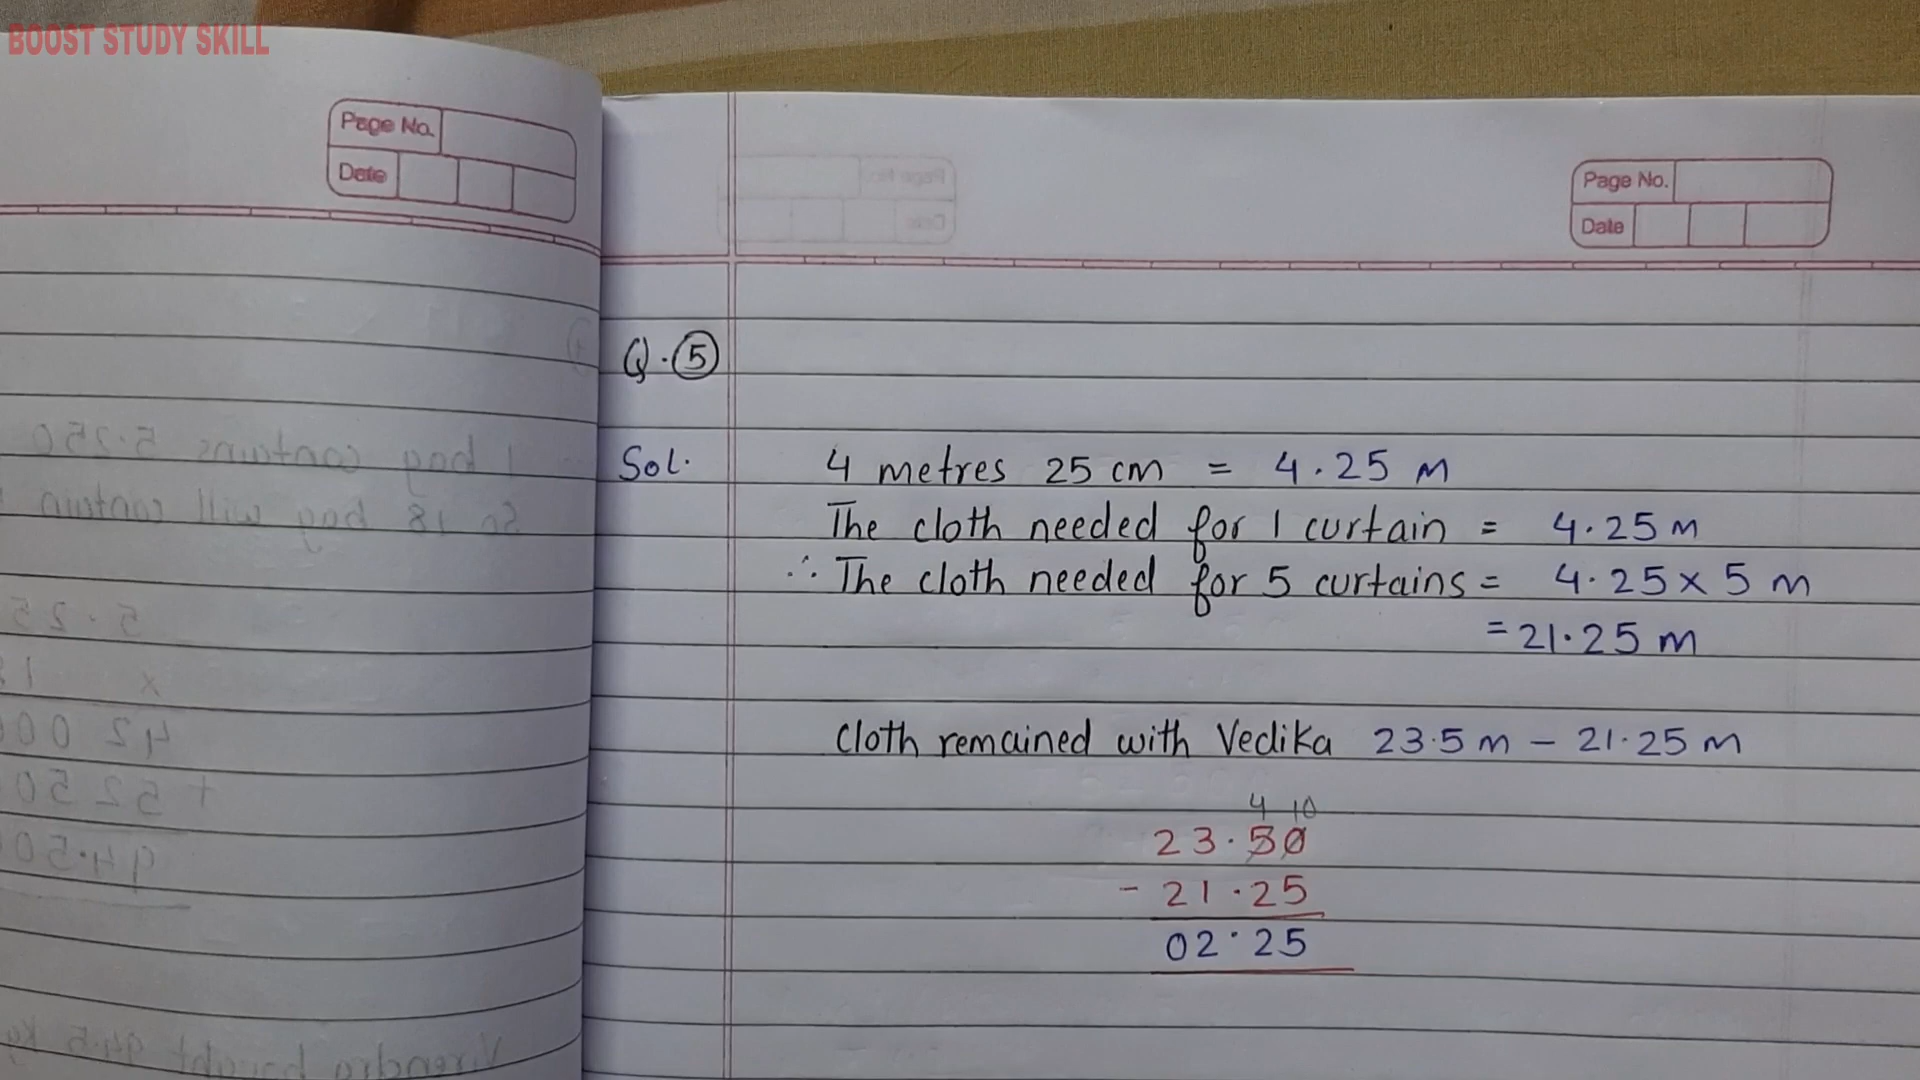 BOOST STUDY SKILL
Page No.
Date
Page No.
Date
Q.⑤
Sol. 4 metres 25 cm = 4.25 m
The cloth needed for 1 curtain = 4.25 m
∴ The cloth needed for 5 curtains = 4.25 × 5 m
= 21.25 m
Cloth remained with Vedika 23.5 m - 21.25 m
4 10
23.50
- 21.25
02.25